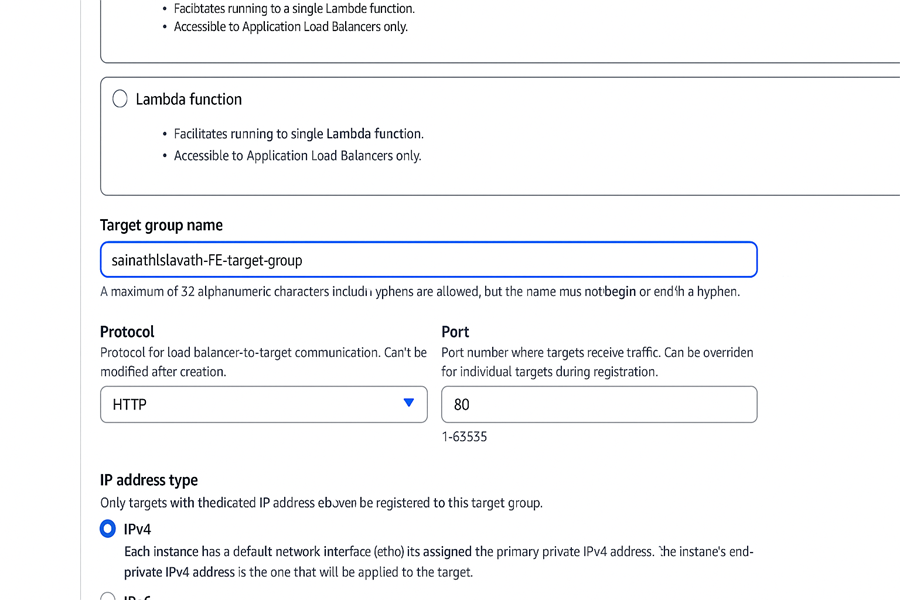 • Facibtates running to a single Lambde function.
• Accessible to Application Load Balancers only.
Lambda function
• Facilitates running to single Lambda function.
• Accessible to Application Load Balancers only.
Target group name
sainathlslavath-FE-target-group
A maximum of 32 alphanumeric characters yphens are allowed, but the name mus not begin or a hyphen.
Protocol
Port
Protocol for load balancer-to-target communication. Can't be
modified after creation.
Port number where targets receive traffic. Can be overriden
for individual targets during registration.
HTTP
80
1-63535
IP address type
Only targets with thedicated IP address be registered to this target group.
IPv4
Each instance has a default network interface (etho) its assigned the primary private IPv4 address. the instane's end-
private IPv4 address is the one that will be applied to the target.